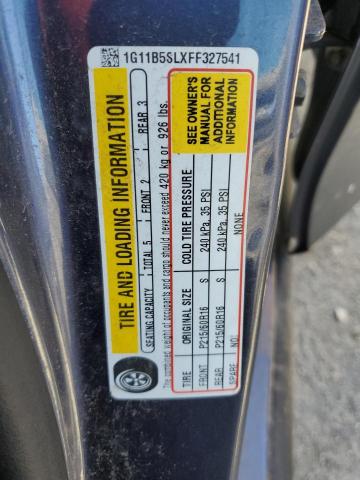 1G11B5SLXFF327541
TIRE AND LOADING INFORMATION
SEATING CAPACITY TOTAL 5 FRONT 2 REAR 3
The combined weight of occupants and cargo should never exceed 420 kg or 926 lbs.
TIRE ORIGINAL SIZE COLD TIRE PRESSURE
FRONT P215/60R16 S 240 kPa, 35 PSI
REAR P215/60R16 S 240 kPa, 35 PSI
SPARE NONE
SEE OWNER'S
MANUAL FOR
ADDITIONAL
INFORMATION